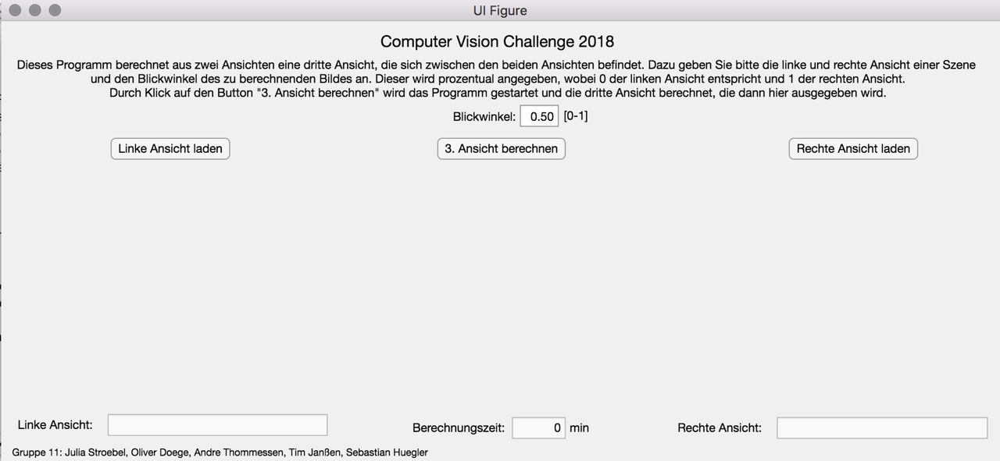 UI Figure
Computer Vision Challenge 2018
Dieses Programm berechnet aus zwei Ansichten eine dritte Ansicht, die sich zwischen den beiden Ansichten befindet. Dazu geben Sie bitte die linke und rechte Ansicht einer Szene
und den Blickwinkel des zu berechnenden Bildes an. Dieser wird prozentual angegeben, wobei 0 der linken Ansicht entspricht und 1 der rechten Ansicht.
Durch Klick auf den Button "3. Ansicht berechnen" wird das Programm gestartet und die dritte Ansicht berechnet, die dann hier ausgegeben wird.
Blickwinkel: 0.50 [0-1]
Linke Ansicht laden 3. Ansicht berechnen Rechte Ansicht laden
Linke Ansicht: Berechnungszeit: 0 min Rechte Ansicht:
Gruppe 11: Julia Stroebel, Oliver Doege, Andre Thommessen, Tim Janßen, Sebastian Huegler